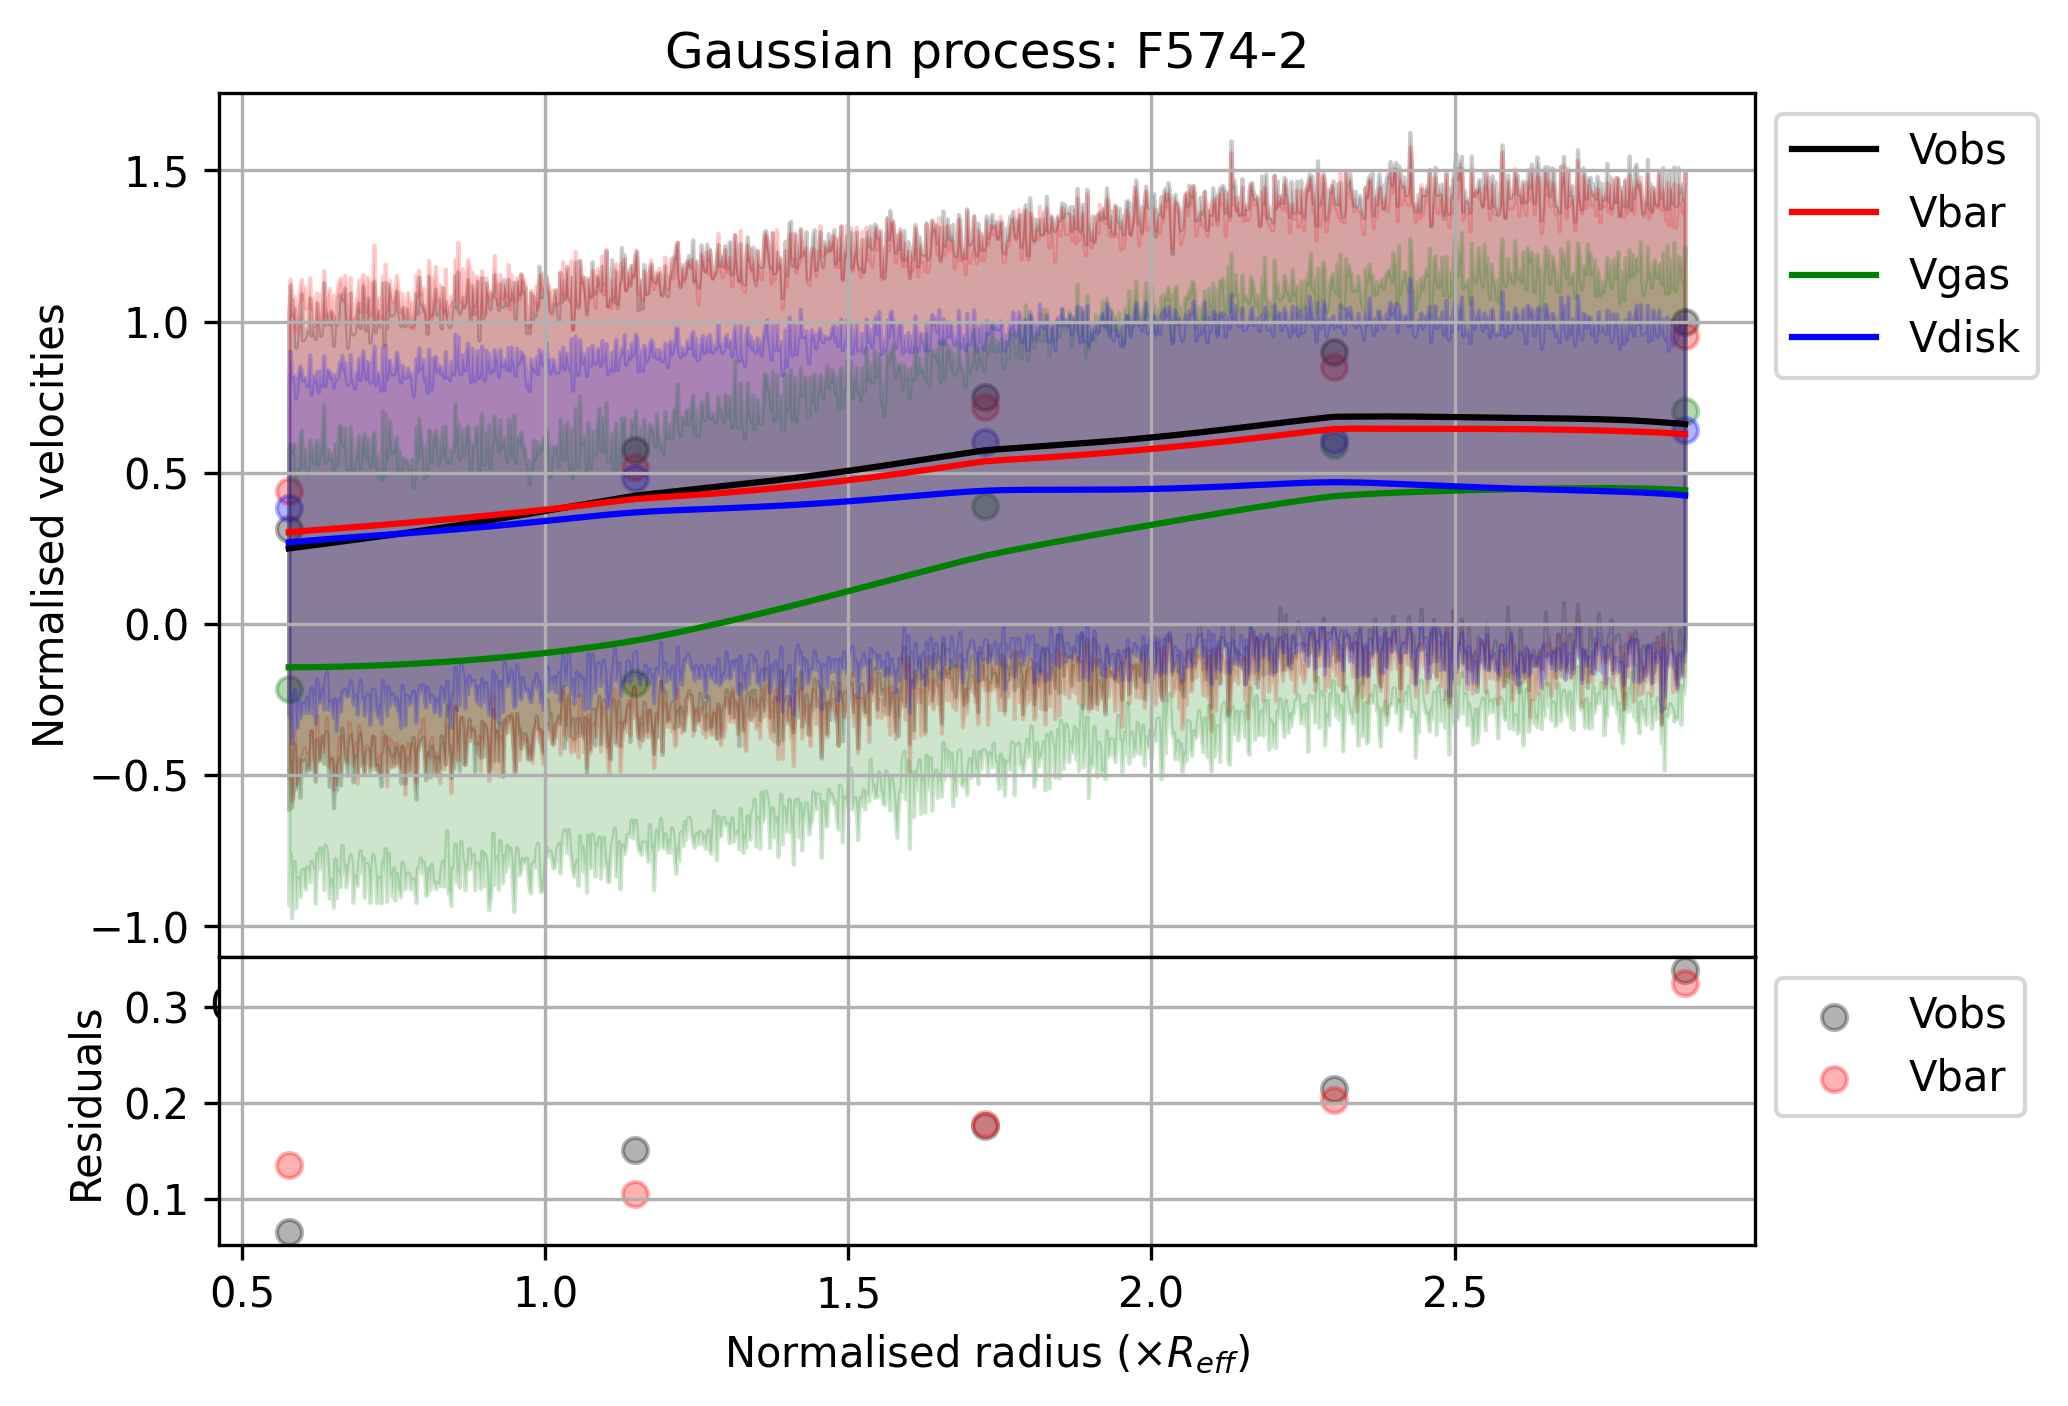 Gaussian process: F574-2
Normalised velocities
1.5
1.0
0.5
0.0
−0.5
−1.0
Vobs
Vbar
Vgas
Vdisk
Residuals
0.3
0.2
0.1
Vobs
Vbar
0.5 1.0 1.5 2.0 2.5
Normalised radius (×R_eff)